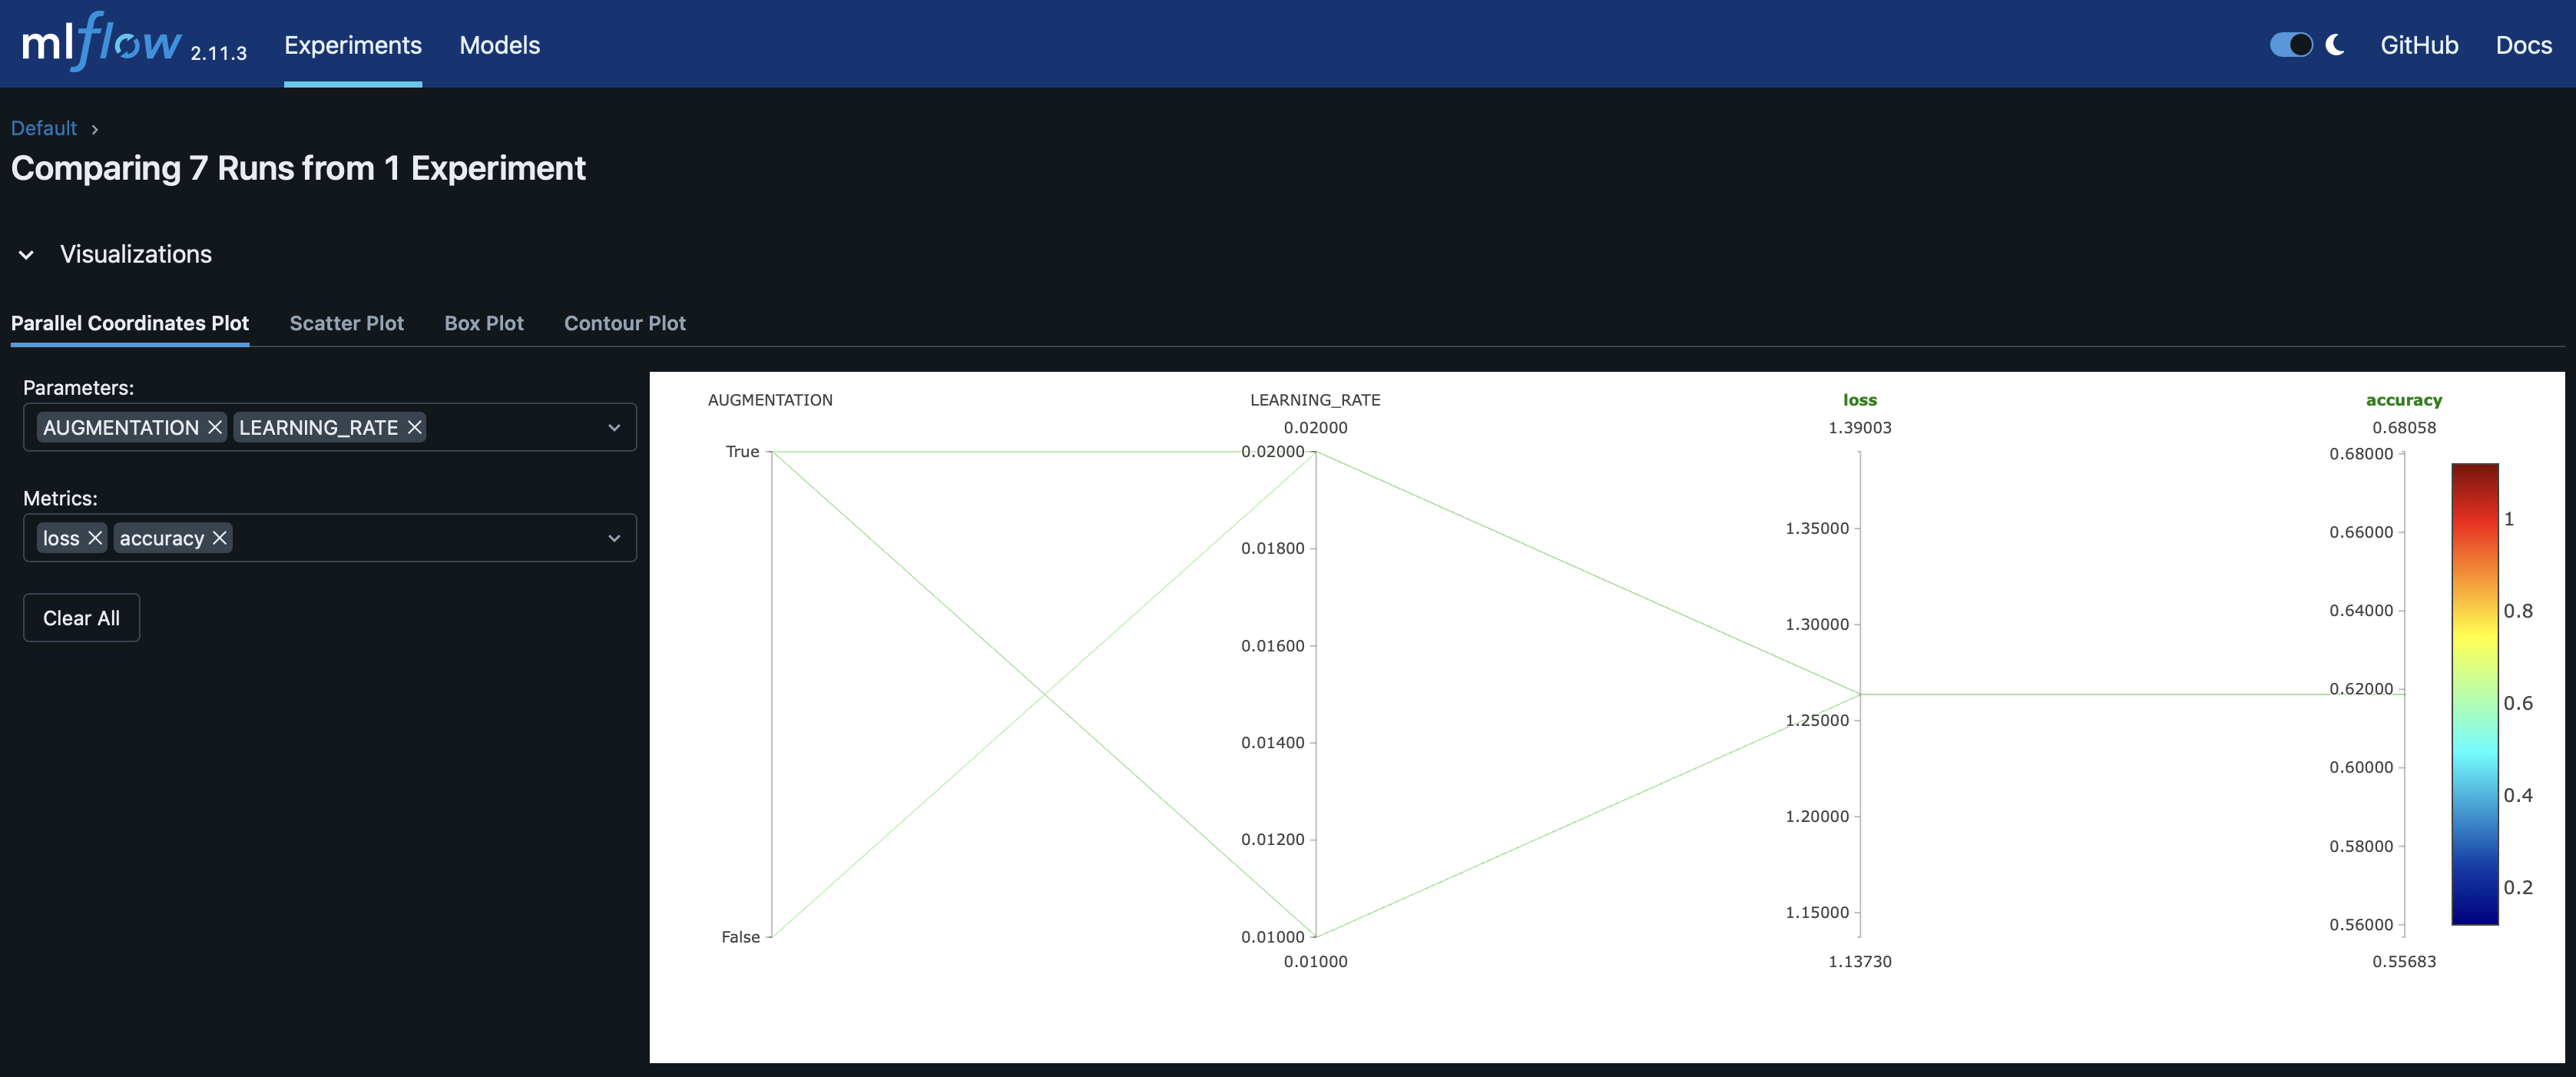 mlflow 2.11.3 Experiments Models GitHub Docs
Default
Comparing 7 Runs from 1 Experiment
Visualizations
Parallel Coordinates Plot Scatter Plot Box Plot Contour Plot
Parameters:
AUGMENTATION LEARNING_RATE
Metrics:
loss accuracy
Clear All
AUGMENTATION
True
False
LEARNING_RATE
0.02000
0.02000
0.01800
0.01600
0.01400
0.01200
0.01000
0.01000
loss
1.39003
1.35000
1.30000
1.25000
1.20000
1.15000
1.13730
accuracy
0.68058
0.68000
0.66000
0.64000
0.62000
0.60000
0.58000
0.56000
0.55683
1
0.8
0.6
0.4
0.2